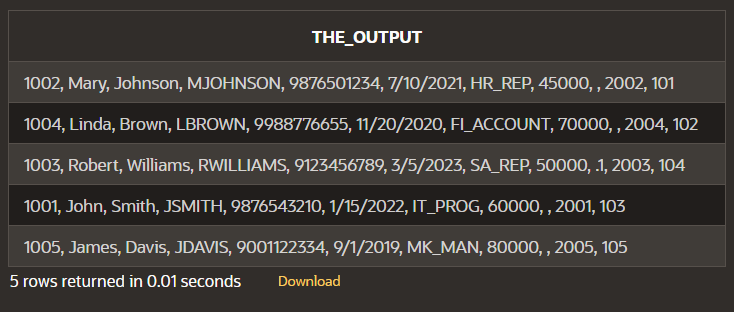 THE_OUTPUT
1002, Mary, Johnson, MJOHNSON, 9876501234, 7/10/2021, HR_REP, 45000, , 2002, 101
1004, Linda, Brown, LBROWN, 9988776655, 11/20/2020, FI_ACCOUNT, 70000, , 2004, 102
1003, Robert, Williams, RWILLIAMS, 9123456789, 3/5/2023, SA_REP, 50000, .1, 2003, 104
1001, John, Smith, JSMITH, 9876543210, 1/15/2022, IT_PROG, 60000, , 2001, 103
1005, James, Davis, JDAVIS, 9001122334, 9/1/2019, MK_MAN, 80000, , 2005, 105
5 rows returned in 0.01 seconds Download